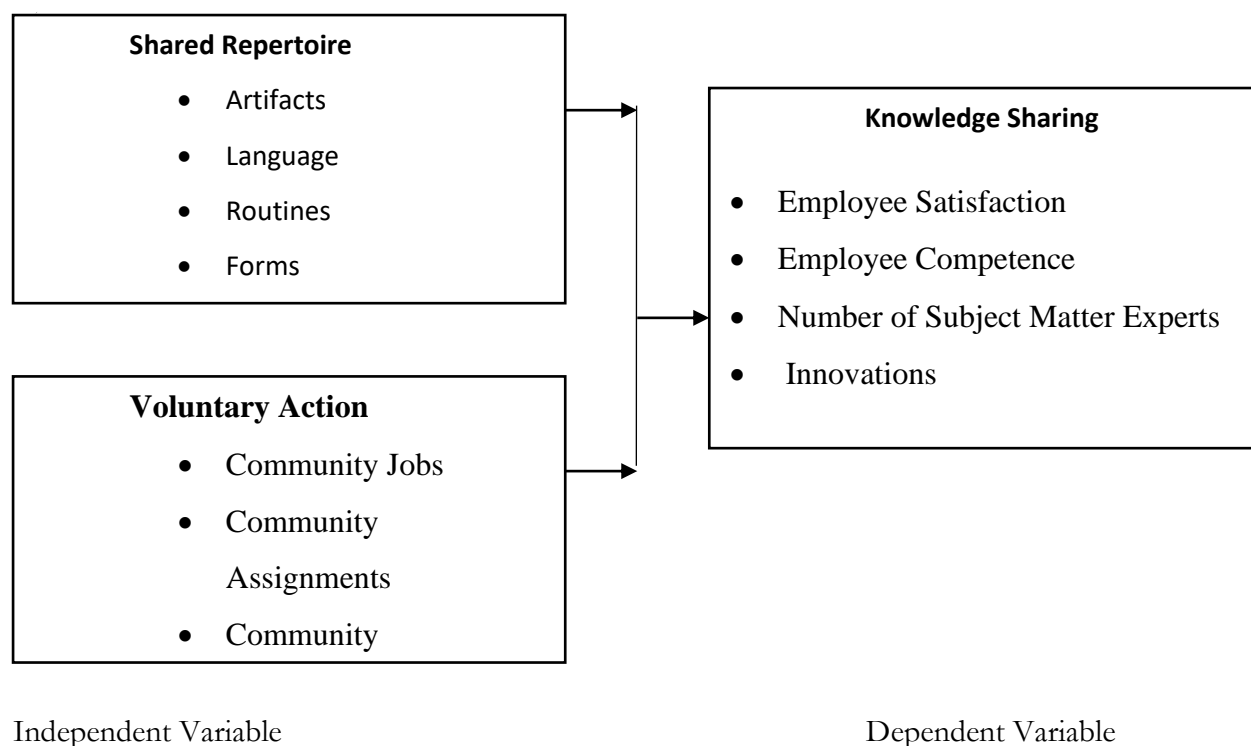 Shared Repertoire
• Artifacts
• Language
• Routines
• Forms
Voluntary Action
• Community Jobs
• Community
Assignments
• Community
Knowledge Sharing
• Employee Satisfaction
• Employee Competence
• Number of Subject Matter Experts
• Innovations
Independent Variable
Dependent Variable